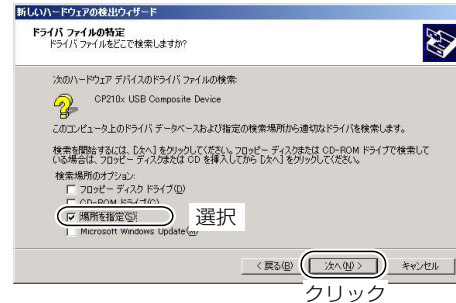 新しいハードウェアの検出ウィザード
ドライバ ファイルの特定
ドライバ ファイルをどこで検索しますか?
次のハードウェア デバイスのドライバ ファイルの検索:
CP210x USB Composite Device
このコンピュータ上のドライバ データベースおよび指定の検索場所から適切なドライバを検索します。
検索を開始するには、[次へ] をクリックしてください。フロッピー ディスクまたは CD-ROM ドライブで検索して
いる場合は、フロッピー ディスクまたは CD を挿入してから [次へ] をクリックしてください。
検索場所のオプション:
フロッピー ディスク ドライブ(D)
CD-ROM ドライブ(C)
場所を指定(S)
選択
Microsoft Windows Update(M)
< 戻る(B)
次へ(N) >
キャンセル
クリック